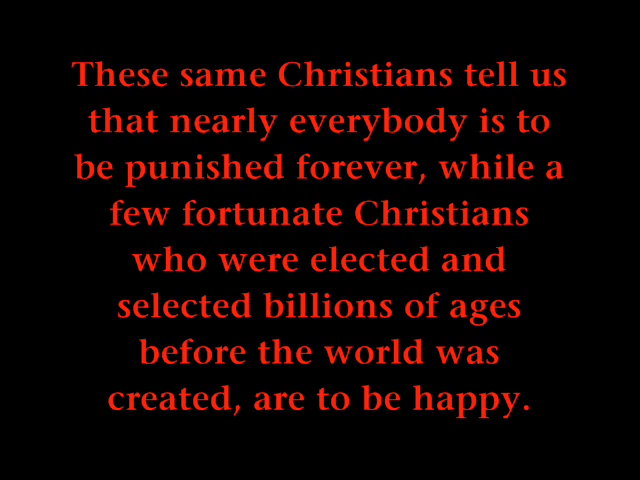 These same Christians tell us
that nearly everybody is to
be punished forever, while a
few fortunate Christians
who were elected and
selected billions of ages
before the world was
created, are to be happy.